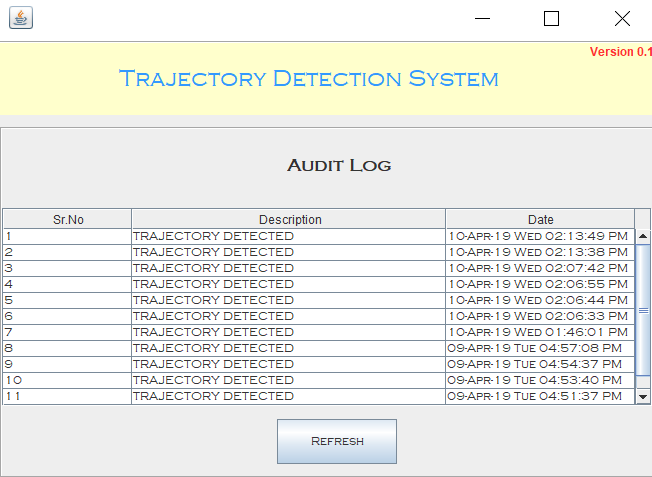 Version 0.1
Trajectory Detection System
Audit Log
Sr.No Description Date
1 TRAJECTORY DETECTED 10-Apr-19 Wed 02:13:49 PM
2 TRAJECTORY DETECTED 10-Apr-19 Wed 02:13:38 PM
3 TRAJECTORY DETECTED 10-Apr-19 Wed 02:07:42 PM
4 TRAJECTORY DETECTED 10-Apr-19 Wed 02:06:55 PM
5 TRAJECTORY DETECTED 10-Apr-19 Wed 02:06:44 PM
6 TRAJECTORY DETECTED 10-Apr-19 Wed 02:06:33 PM
7 TRAJECTORY DETECTED 10-Apr-19 Wed 01:46:01 PM
8 TRAJECTORY DETECTED 09-Apr-19 Tue 04:57:08 PM
9 TRAJECTORY DETECTED 09-Apr-19 Tue 04:54:37 PM
10 TRAJECTORY DETECTED 09-Apr-19 Tue 04:53:40 PM
11 TRAJECTORY DETECTED 09-Apr-19 Tue 04:51:37 PM
Refresh